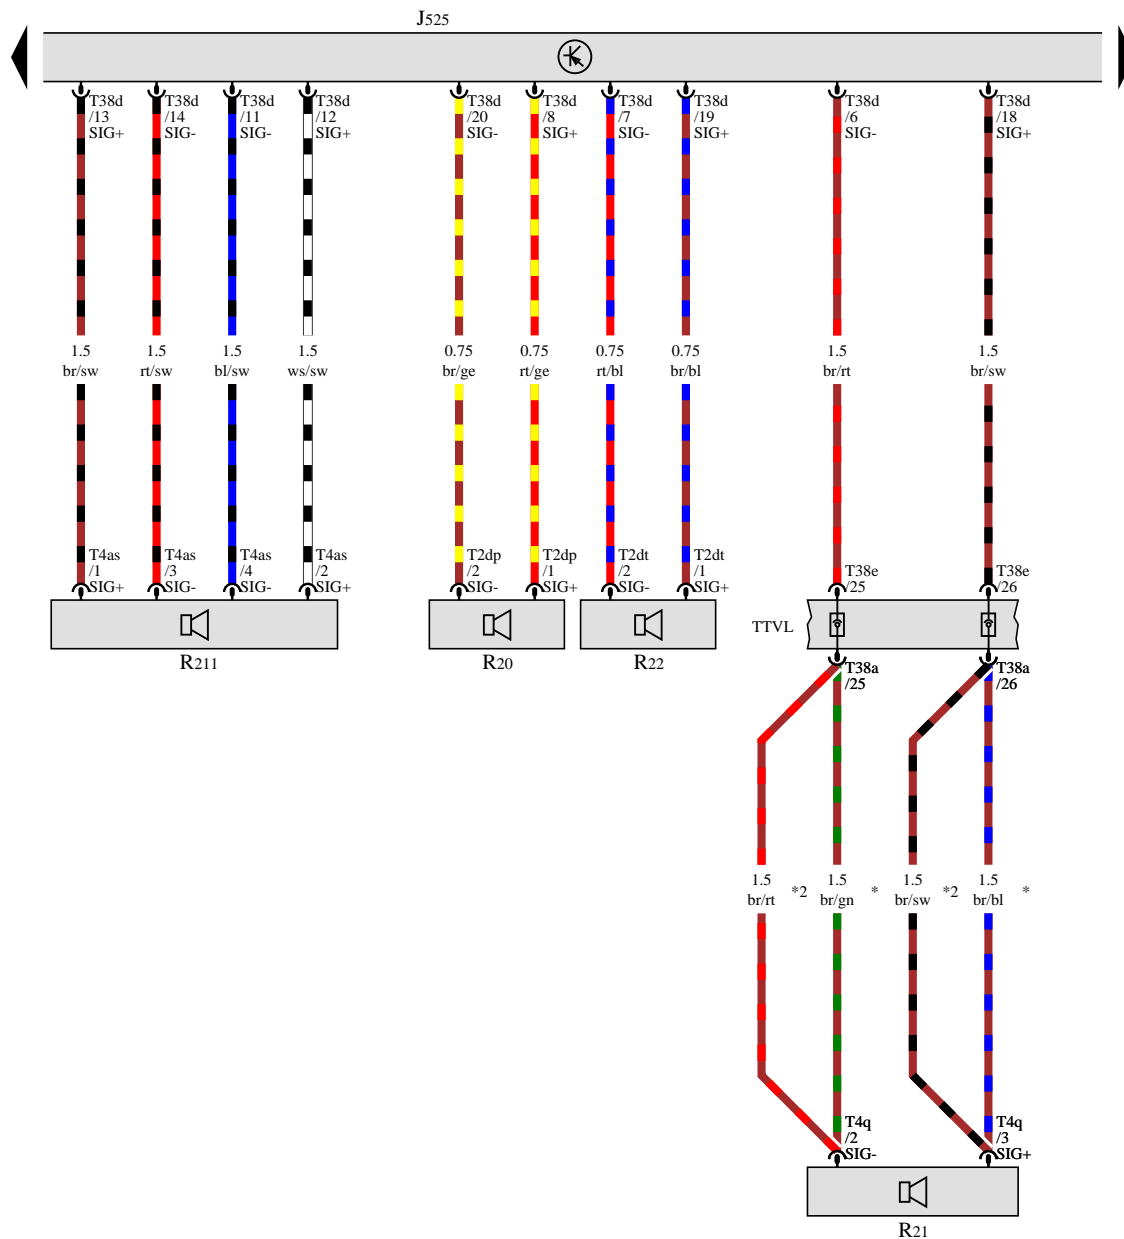 J525
T38d T38d T38d T38d T38d T38d T38d T38d T38d T38d
/13 /14 /11 /12 /20 /8 /7 /19 /6 /18
SIG+ SIG- SIG- SIG+ SIG- SIG+ SIG- SIG+ SIG- SIG+
1.5 1.5 1.5 1.5 0.75 0.75 0.75 0.75 1.5 1.5
br/sw rt/sw bl/sw ws/sw br/ge rt/ge rt/bl br/bl br/rt br/sw
T4as T4as T4as T4as T2dp T2dp T2dt T2dt T38e T38e
/1 /3 /4 /2 /2 /1 /2 /1 /25 /26
SIG+ SIG- SIG- SIG+ SIG- SIG+ SIG- SIG+
TTVL
R211 R20 R22
T38a T38a
/25 /26
1.5 1.5 1.5 1.5
br/rt *2 br/gn * br/sw *2 br/bl *
T4q T4q
/2 /3
SIG- SIG+
R21